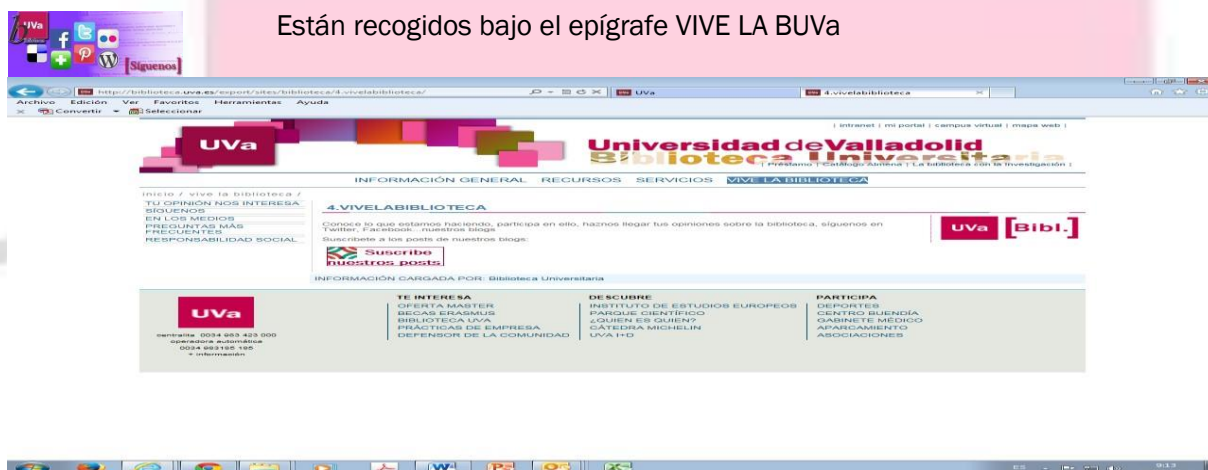 Están recogidos bajo el epígrafe VIVE LA BUVa
UVa
[Síguenos]
http://biblioteca.uva.es/export/sites/biblioteca/4.vivelabiblioteca/
UVa
4.vivelabiblioteca
Archivo Edición Ver Favoritos Herramientas Ayuda
Convertir Seleccionar
| intranet | mi portal | campus virtual | mapa web |
UVa
Universidad de Valladolid
Biblioteca Universitaria
| Préstamo | Catálogo Almena | La biblioteca con la Investigación |
INFORMACIÓN GENERAL RECURSOS SERVICIOS VIVE LA BIBLIOTECA
inicio / vive la biblioteca /
TU OPINIÓN NOS INTERESA
SÍGUENOS
EN LOS MEDIOS
PREGUNTAS MÁS FRECUENTES
RESPONSABILIDAD SOCIAL
4.VIVELABIBLIOTECA
Conoce lo que estamos haciendo, participa en ello, haznos llegar tus opiniones sobre la biblioteca, síguenos en
Twitter, Facebook...nuestros blogs
Suscríbete a los posts de nuestros blogs:
Suscribe
nuestros posts
UVa [Bibl.]
INFORMACIÓN CARGADA POR: Biblioteca Universitaria
UVa
centralita: 0034 983 423 000
operadora automática
0034 983185 195
+ información
TE INTERESA
OFERTA MASTER
BECAS ERASMUS
BIBLIOTECA UVA
PRÁCTICAS DE EMPRESA
DEFENSOR DE LA COMUNIDAD
DESCUBRE
INSTITUTO DE ESTUDIOS EUROPEOS
PARQUE CIENTÍFICO
¿QUIEN ES QUIEN?
CÁTEDRA MICHELIN
UVA I+D
PARTICIPA
DEPORTES
CENTRO BUENDÍA
GABINETE MÉDICO
APARCAMIENTO
ASOCIACIONES
ES
9:13